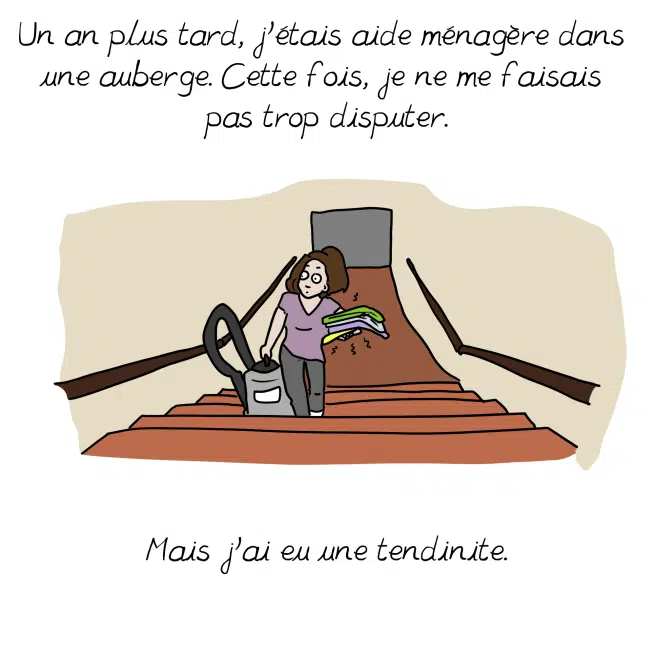 Un an plus tard, j'étais aide ménagère dans
une auberge. Cette fois, je ne me faisais
pas trop disputer.
Mais j'ai eu une tendinite.